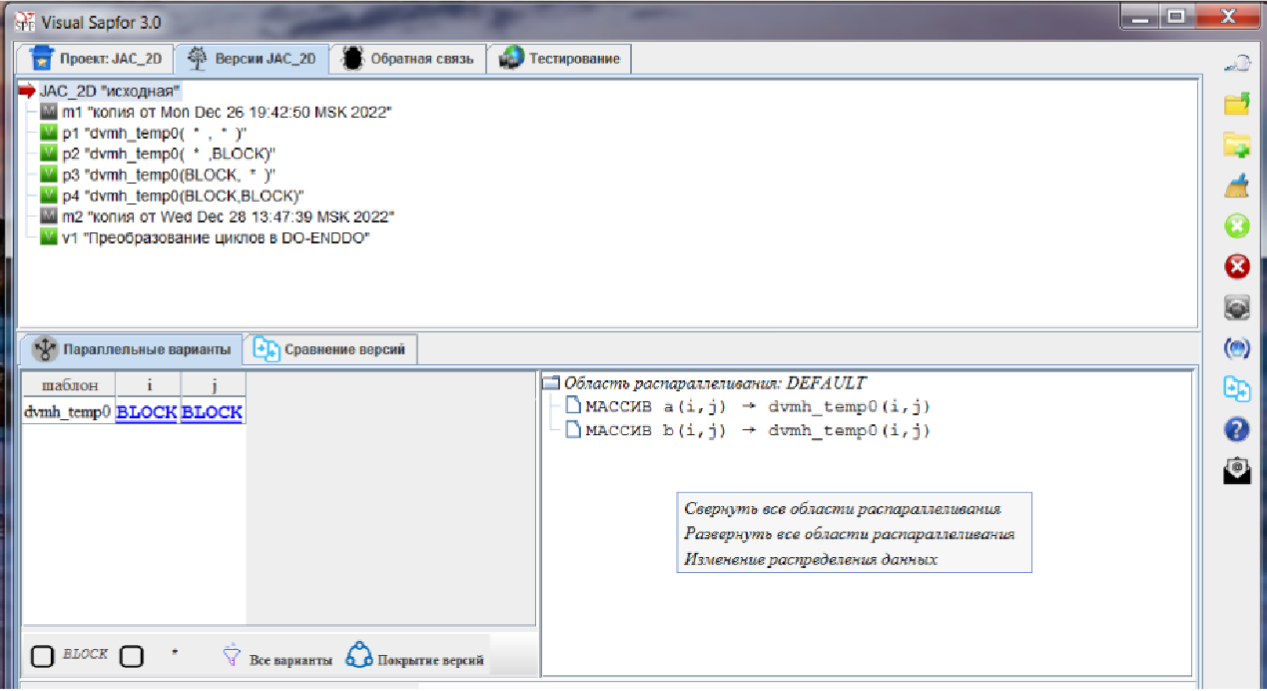 Visual Sapfor 3.0
Проект: JAC_2D Версии JAC_2D Обратная связь Тестирование
JAC_2D "исходная"
M m1 "копия от Mon Dec 26 19:42:50 MSK 2022"
V p1 "dvmh_temp0( * , * )"
V p2 "dvmh_temp0( * ,BLOCK)"
V p3 "dvmh_temp0(BLOCK, * )"
V p4 "dvmh_temp0(BLOCK,BLOCK)"
M m2 "копия от Wed Dec 28 13:47:39 MSK 2022"
V v1 "Преобразование циклов в DO-ENDDO"
Параллельные варианты Сравнение версий
шаблон i j
dvmh_temp0 BLOCK BLOCK
Область распараллеливания: DEFAULT
МАССИВ a(i,j) → dvmh_temp0(i,j)
МАССИВ b(i,j) → dvmh_temp0(i,j)
Свернуть все области распараллеливания
Развернуть все области распараллеливания
Изменение распределения данных
BLOCK * Все варианты Покрытие версий